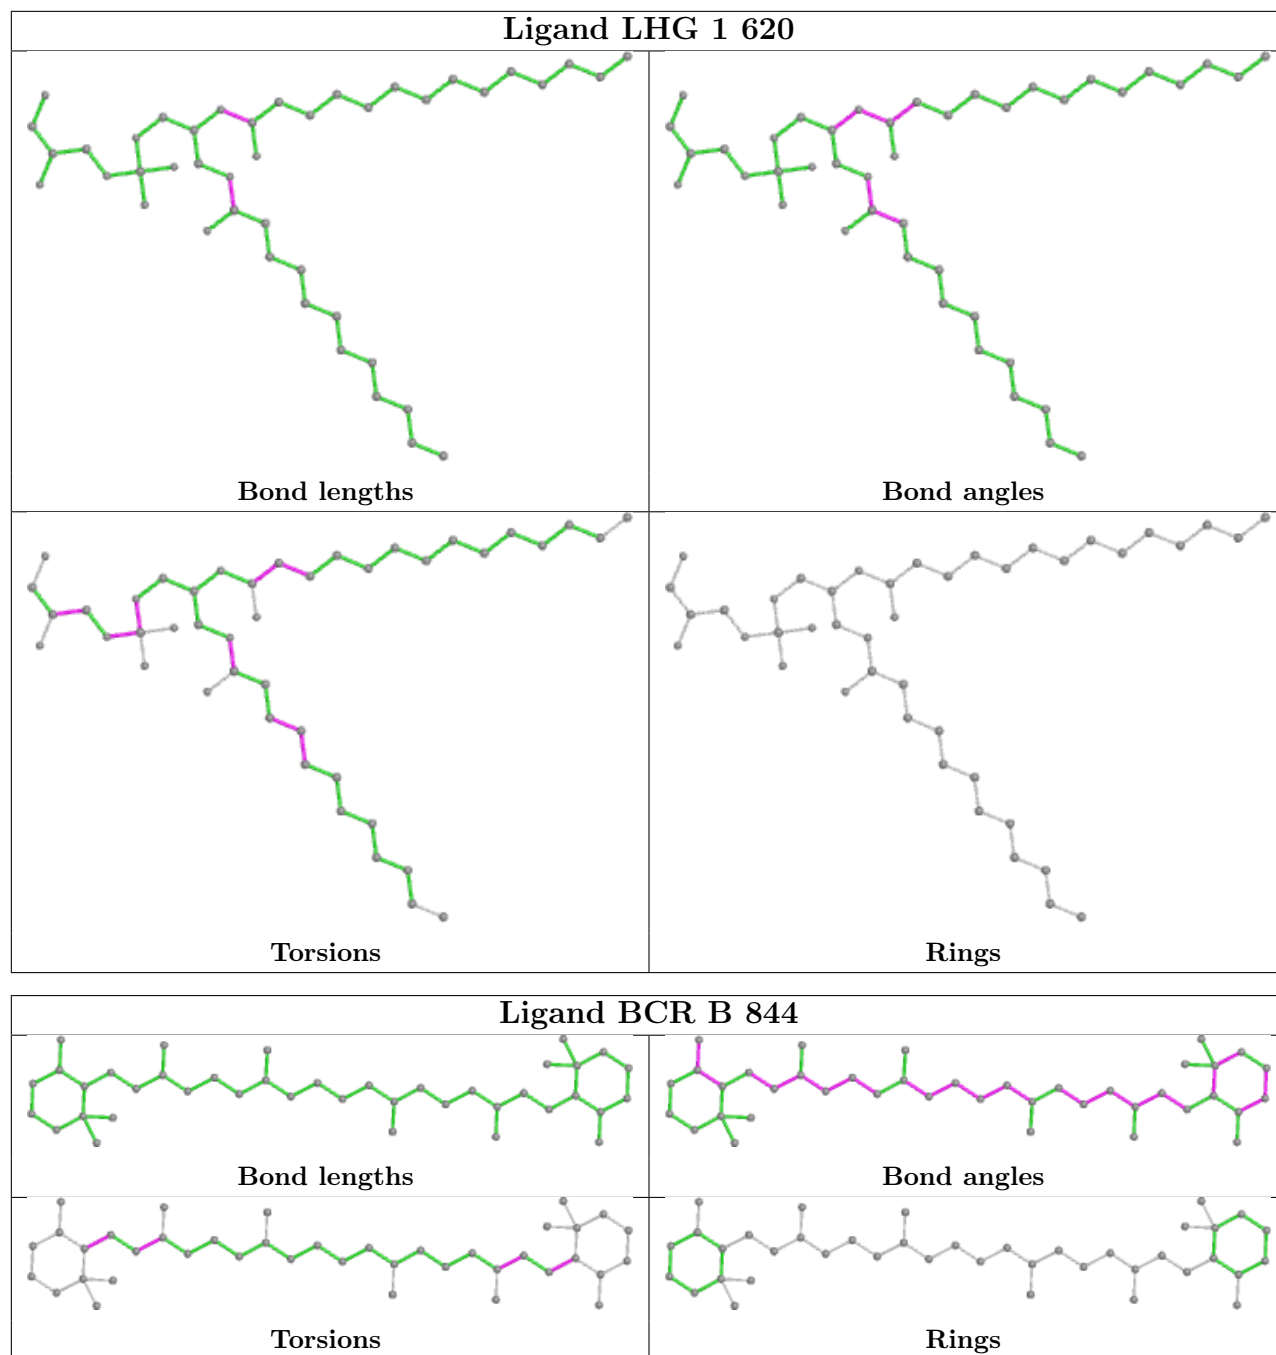 Ligand LHG 1 620
Bond lengths
Bond angles
Torsions
Rings
Ligand BCR B 844
Bond lengths
Bond angles
Torsions
Rings